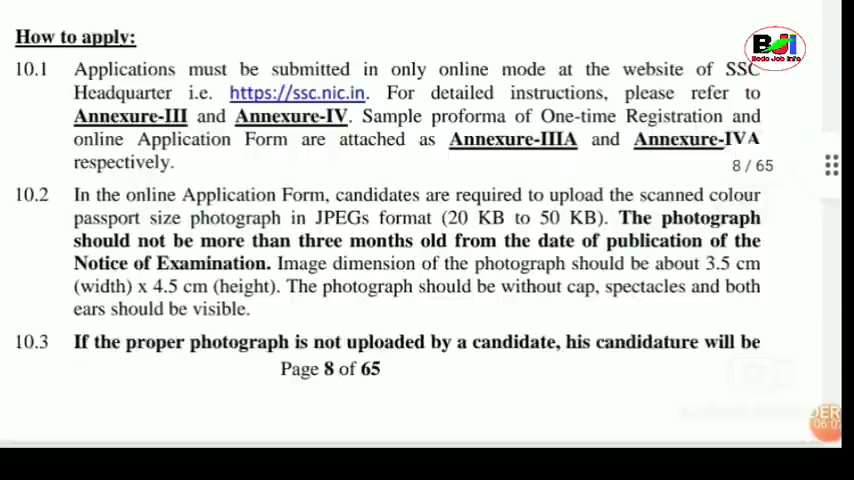 How to apply:
BJI
Bodo Job Info
10.1 Applications must be submitted in only online mode at the website of SSC
Headquarter i.e. https://ssc.nic.in. For detailed instructions, please refer to
Annexure-III and Annexure-IV. Sample proforma of One-time Registration and
online Application Form are attached as Annexure-IIIA and Annexure-IVA
respectively.
8 / 65
10.2 In the online Application Form, candidates are required to upload the scanned colour
passport size photograph in JPEGs format (20 KB to 50 KB). The photograph
should not be more than three months old from the date of publication of the
Notice of Examination. Image dimension of the photograph should be about 3.5 cm
(width) x 4.5 cm (height). The photograph should be without cap, spectacles and both
ears should be visible.
10.3 If the proper photograph is not uploaded by a candidate, his candidature will be
Page 8 of 65